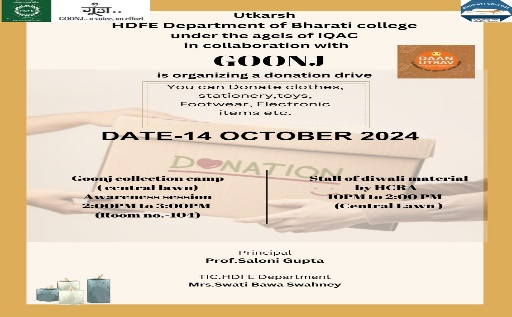 गूँज..
GOONJ.. a voice, an effort
Utkarsh
HDFE Department of Bharati college
under the ageis of IQAC
in collaboration with
GOONJ
is organizing a donation drive
DAAN
UTSAV
You can Donate clothes,
stationery,toys,
Footwear, Electronic
items etc.
DATE-14 OCTOBER 2024
DONATION
Goonj collection camp
(central lawn)
Awareness session
2:00PM to 3:00PM
(Room no.-104)
Stall of diwali material
by HCRA
10PM to 2:00 PM
(Central Lawn)
Principal
Prof.Saloni Gupta
TIC.HDFE Department
Mrs.Swati Bawa Swahney